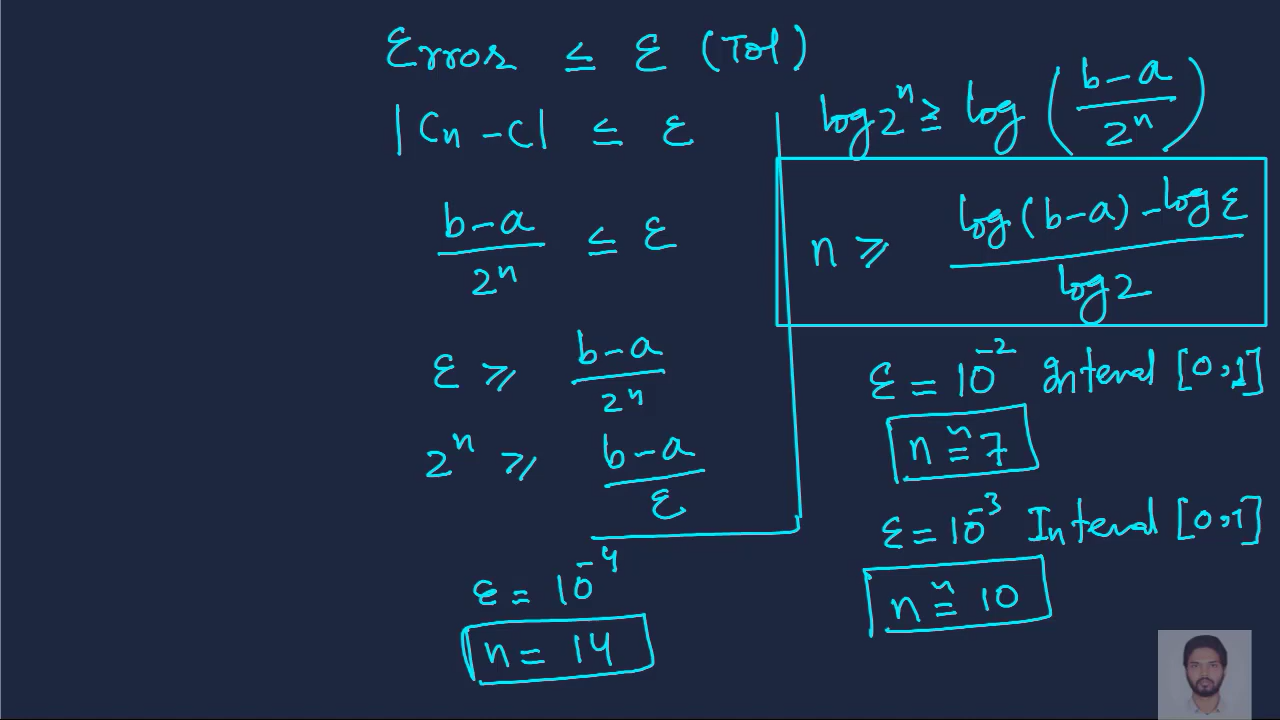 Error ≤ ε (Tol)
|Cn - C| ≤ ε
b-a / 2^n ≤ ε
ε ≥ b-a / 2^n
2^n ≥ b-a / ε
ε = 10^-4
n = 14
log 2^n ≥ log (b-a / 2^n)
n ≥ log(b-a) - log ε / log 2
ε = 10^-2 Interval [0,1]
n ≅ 7
ε = 10^-3 Interval [0,1]
n ≅ 10